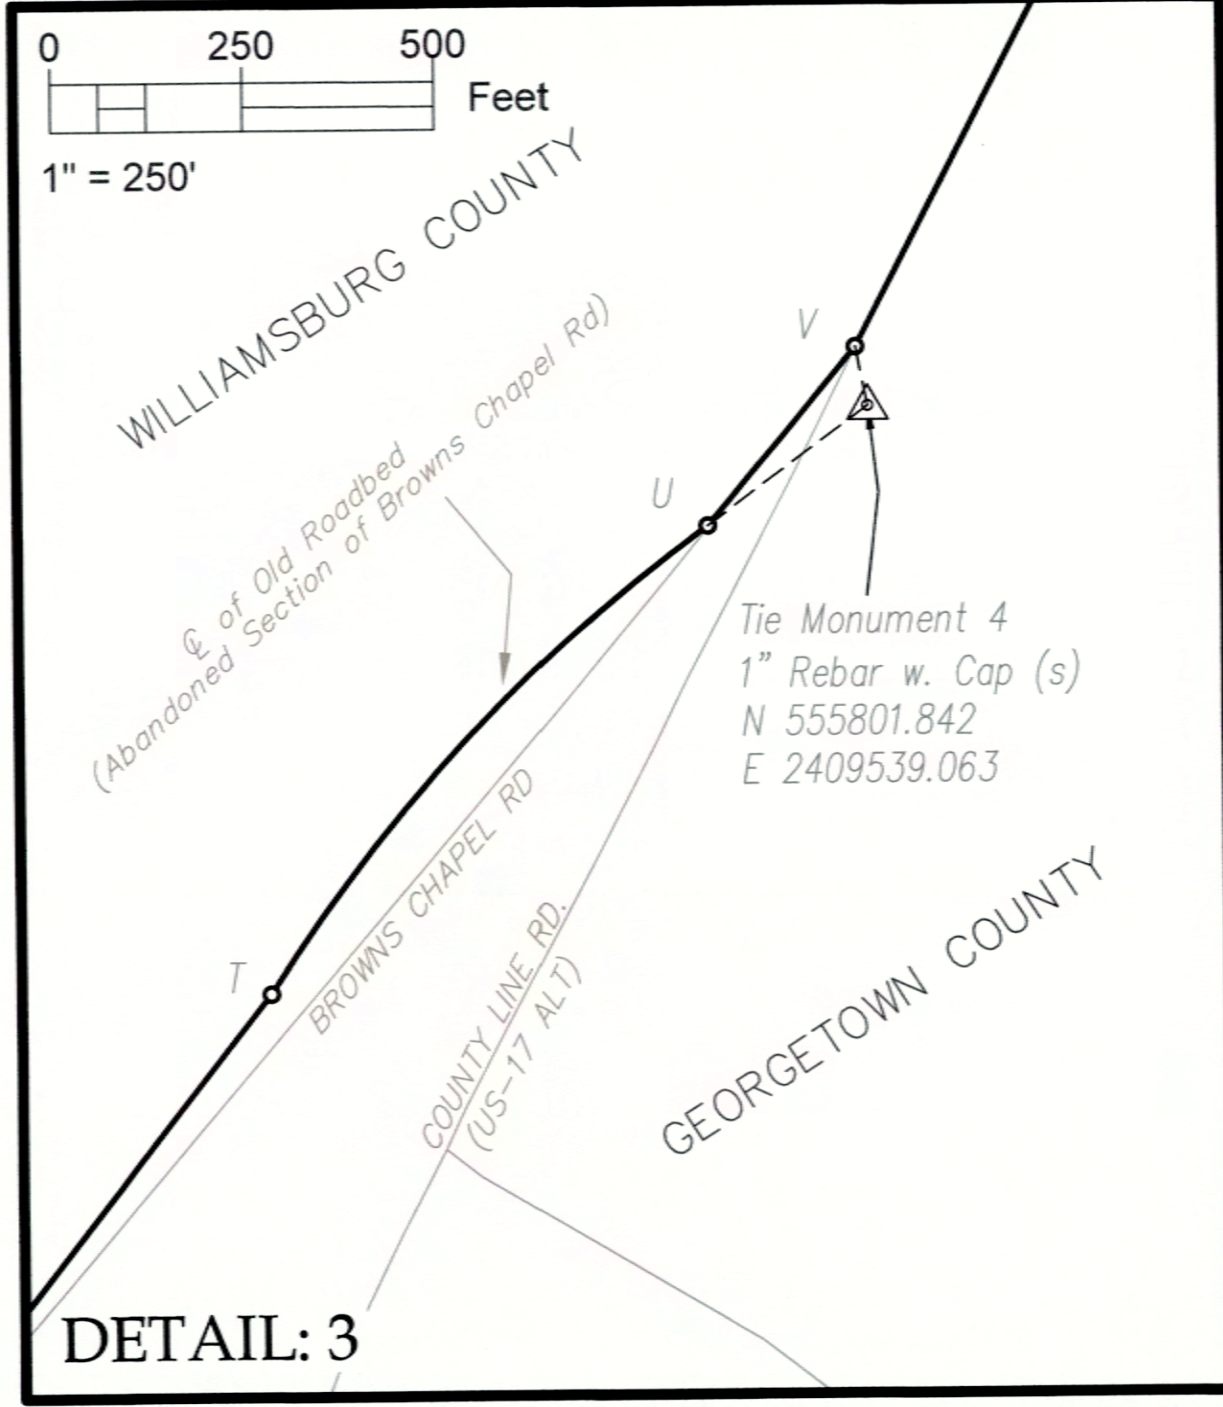 0 250 500
Feet
1" = 250'
WILLIAMSBURG COUNTY
℄ of Old Roadbed
(Abandoned Section of Browns Chapel Rd)
V
U
Tie Monument 4
1" Rebar w. Cap (s)
N 555801.842
E 2409539.063
BROWNS CHAPEL RD
T
COUNTY LINE RD.
(US-17 ALT)
GEORGETOWN COUNTY
DETAIL: 3